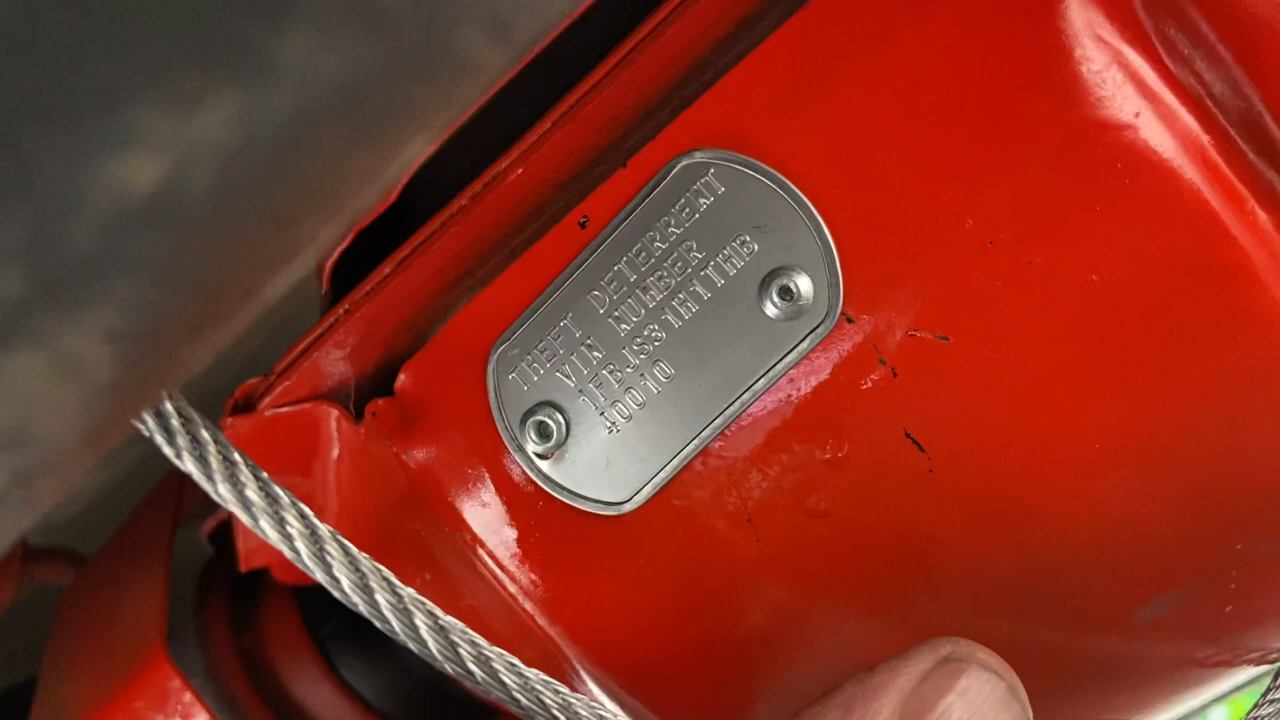 THEFT DETERRENT
VIN NUMBER
1FBJS31H1THB
40010